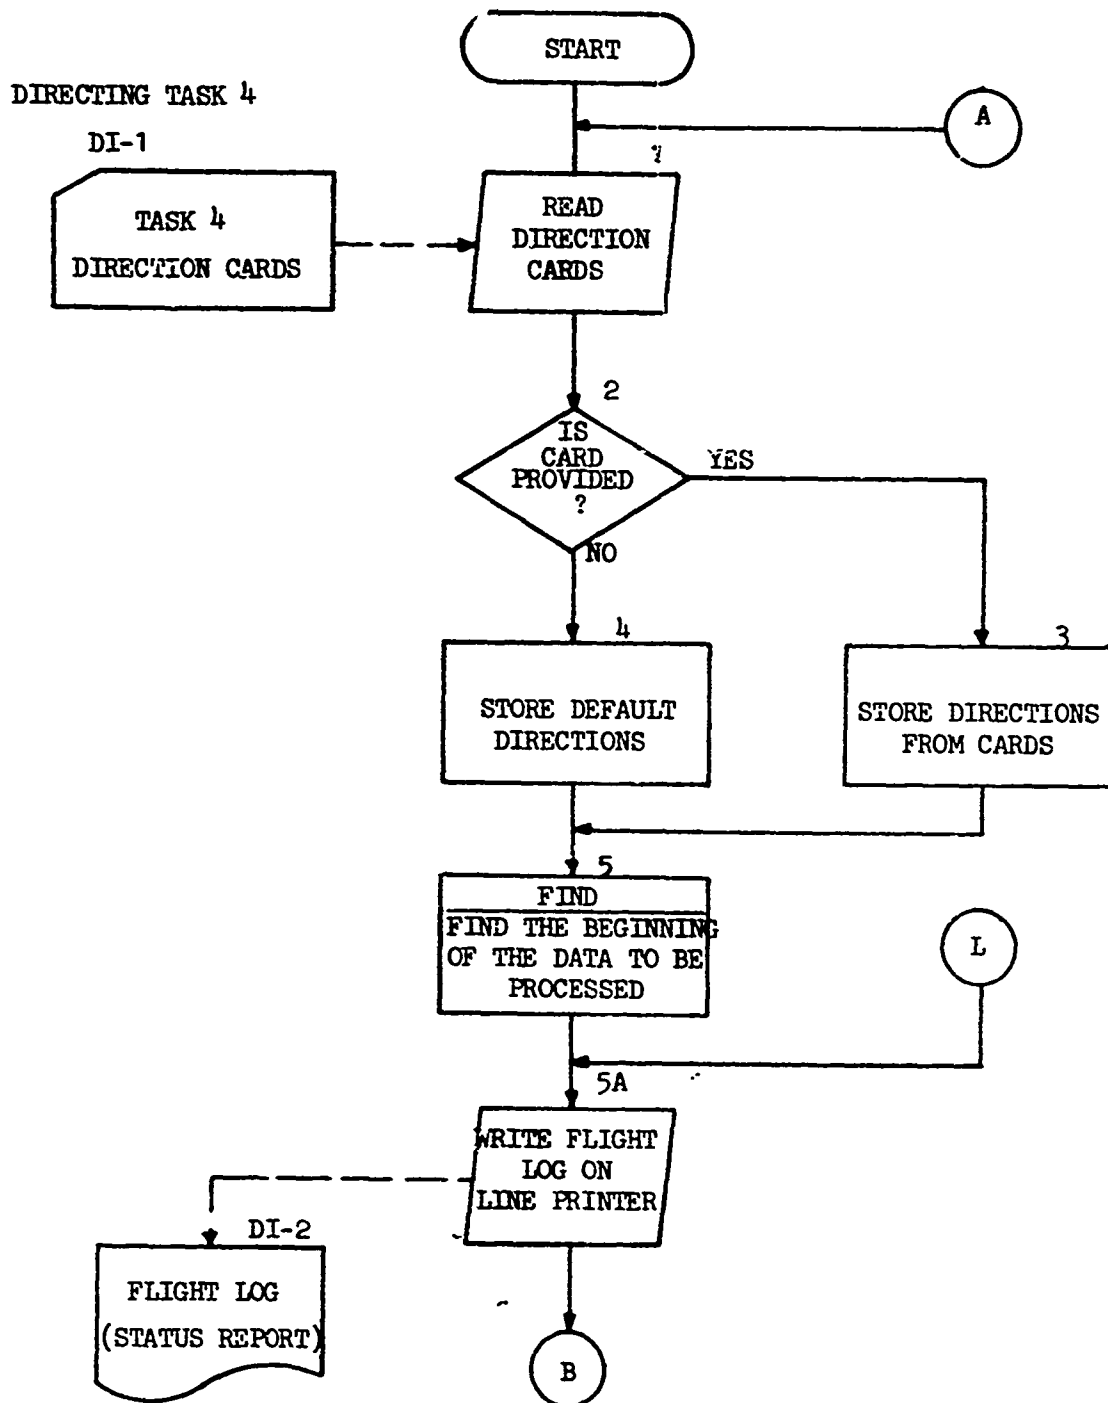 START
DIRECTING TASK 4
A
DI-1
1
TASK 4
DIRECTION CARDS
READ
DIRECTION
CARDS
2
IS
CARD
PROVIDED
?
YES
NO
4
3
STORE DEFAULT
DIRECTIONS
STORE DIRECTIONS
FROM CARDS
5
FIND
FIND THE BEGINNING
OF THE DATA TO BE
PROCESSED
L
5A
WRITE FLIGHT
LOG ON
LINE PRINTER
DI-2
FLIGHT LOG
(STATUS REPORT)
B